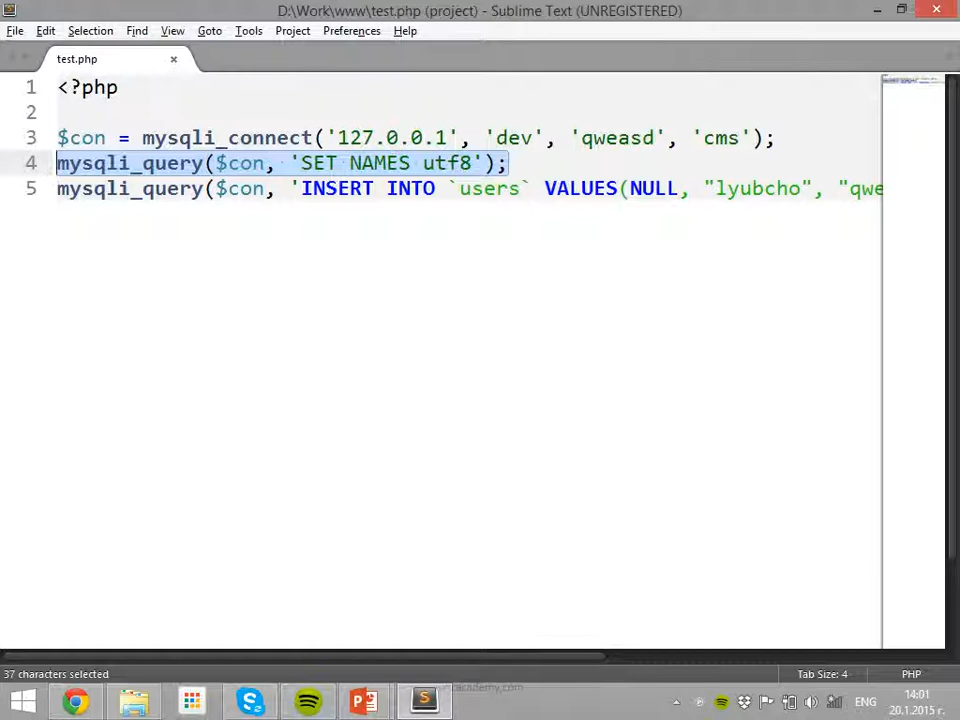 D:\Work\www\test.php (project) - Sublime Text (UNREGISTERED)
File Edit Selection Find View Goto Tools Project Preferences Help
test.php
1 <?php
2
3 $con = mysqli_connect('127.0.0.1', 'dev', 'qweasd', 'cms');
4 mysqli_query($con, 'SET NAMES utf8');
5 mysqli_query($con, 'INSERT INTO `users` VALUES(NULL, "lyubcho", "qwe
37 characters selected Tab Size: 4 PHP
academy.com
ENG 14:01
20.1.2015 г.